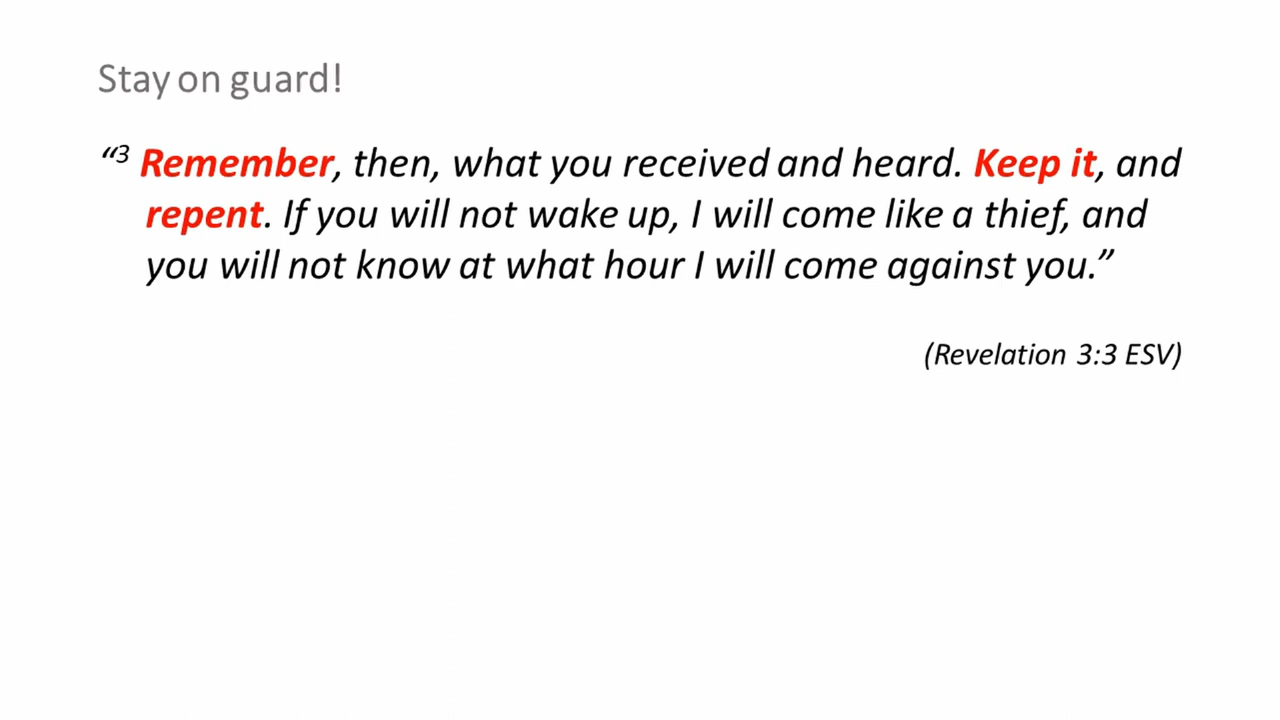 Stay on guard!
“3 Remember, then, what you received and heard. Keep it, and
repent. If you will not wake up, I will come like a thief, and
you will not know at what hour I will come against you.”
(Revelation 3:3 ESV)